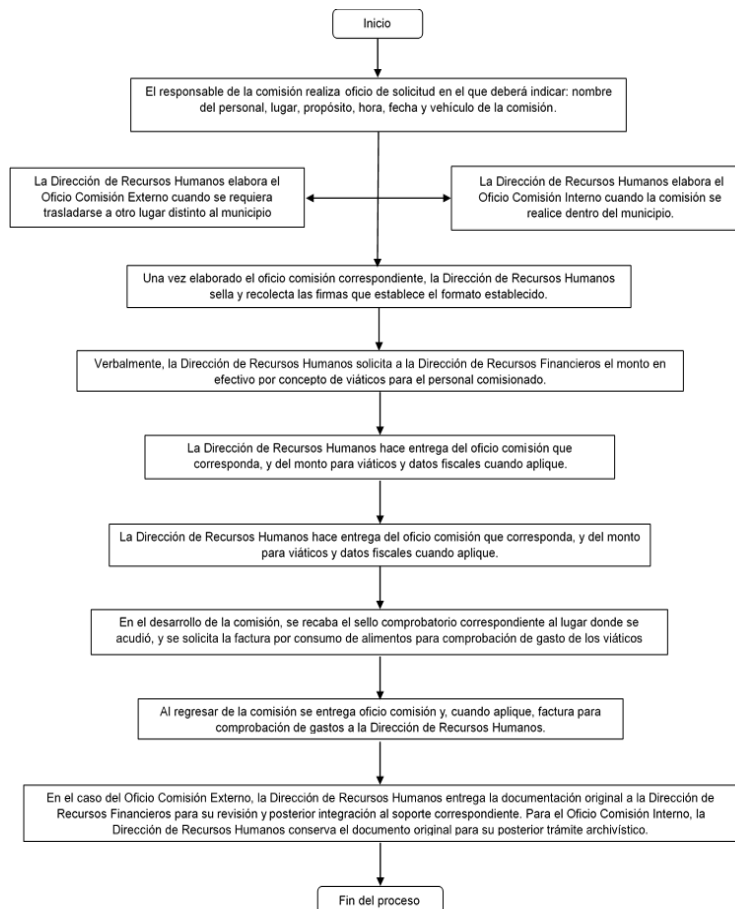 Inicio
El responsable de la comisión realiza oficio de solicitud en el que deberá indicar: nombre
del personal, lugar, propósito, hora, fecha y vehículo de la comisión.
La Dirección de Recursos Humanos elabora el
Oficio Comisión Externo cuando se requiera
trasladarse a otro lugar distinto al municipio
La Dirección de Recursos Humanos elabora el
Oficio Comisión Interno cuando la comisión se
realice dentro del municipio.
Una vez elaborado el oficio comisión correspondiente, la Dirección de Recursos Humanos
sella y recolecta las firmas que establece el formato establecido.
Verbalmente, la Dirección de Recursos Humanos solicita a la Dirección de Recursos Financieros el monto en
efectivo por concepto de viáticos para el personal comisionado.
La Dirección de Recursos Humanos hace entrega del oficio comisión que
corresponda, y del monto para viáticos y datos fiscales cuando aplique.
La Dirección de Recursos Humanos hace entrega del oficio comisión que corresponda, y del monto
para viáticos y datos fiscales cuando aplique.
En el desarrollo de la comisión, se recaba el sello comprobatorio correspondiente al lugar donde se
acudió, y se solicita la factura por consumo de alimentos para comprobación de gasto de los viáticos
Al regresar de la comisión se entrega oficio comisión y, cuando aplique, factura para
comprobación de gastos a la Dirección de Recursos Humanos.
En el caso del Oficio Comisión Externo, la Dirección de Recursos Humanos entrega la documentación original a la Dirección de
Recursos Financieros para su revisión y posterior integración al soporte correspondiente. Para el Oficio Comisión Interno, la
Dirección de Recursos Humanos conserva el documento original para su posterior trámite archivístico.
Fin del proceso